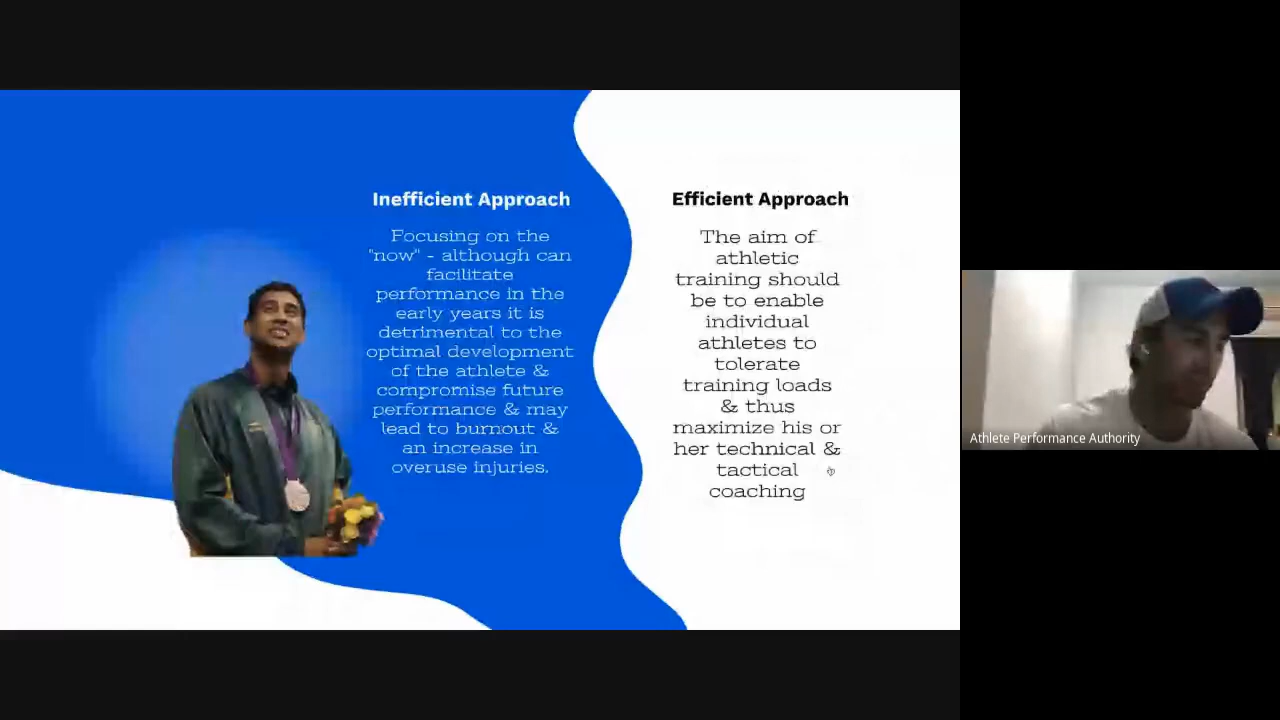 Inefficient Approach
Focusing on the
"now" - although can
facilitate
performance in the
early years it is
detrimental to the
optimal development
of the athlete &
compromise future
performance & may
lead to burnout &
an increase in
overuse injuries.
Efficient Approach
The aim of
athletic
training should
be to enable
individual
athletes to
tolerate
training loads
& thus
maximize his or
her technical &
tactical
coaching
Athlete Performance Authority